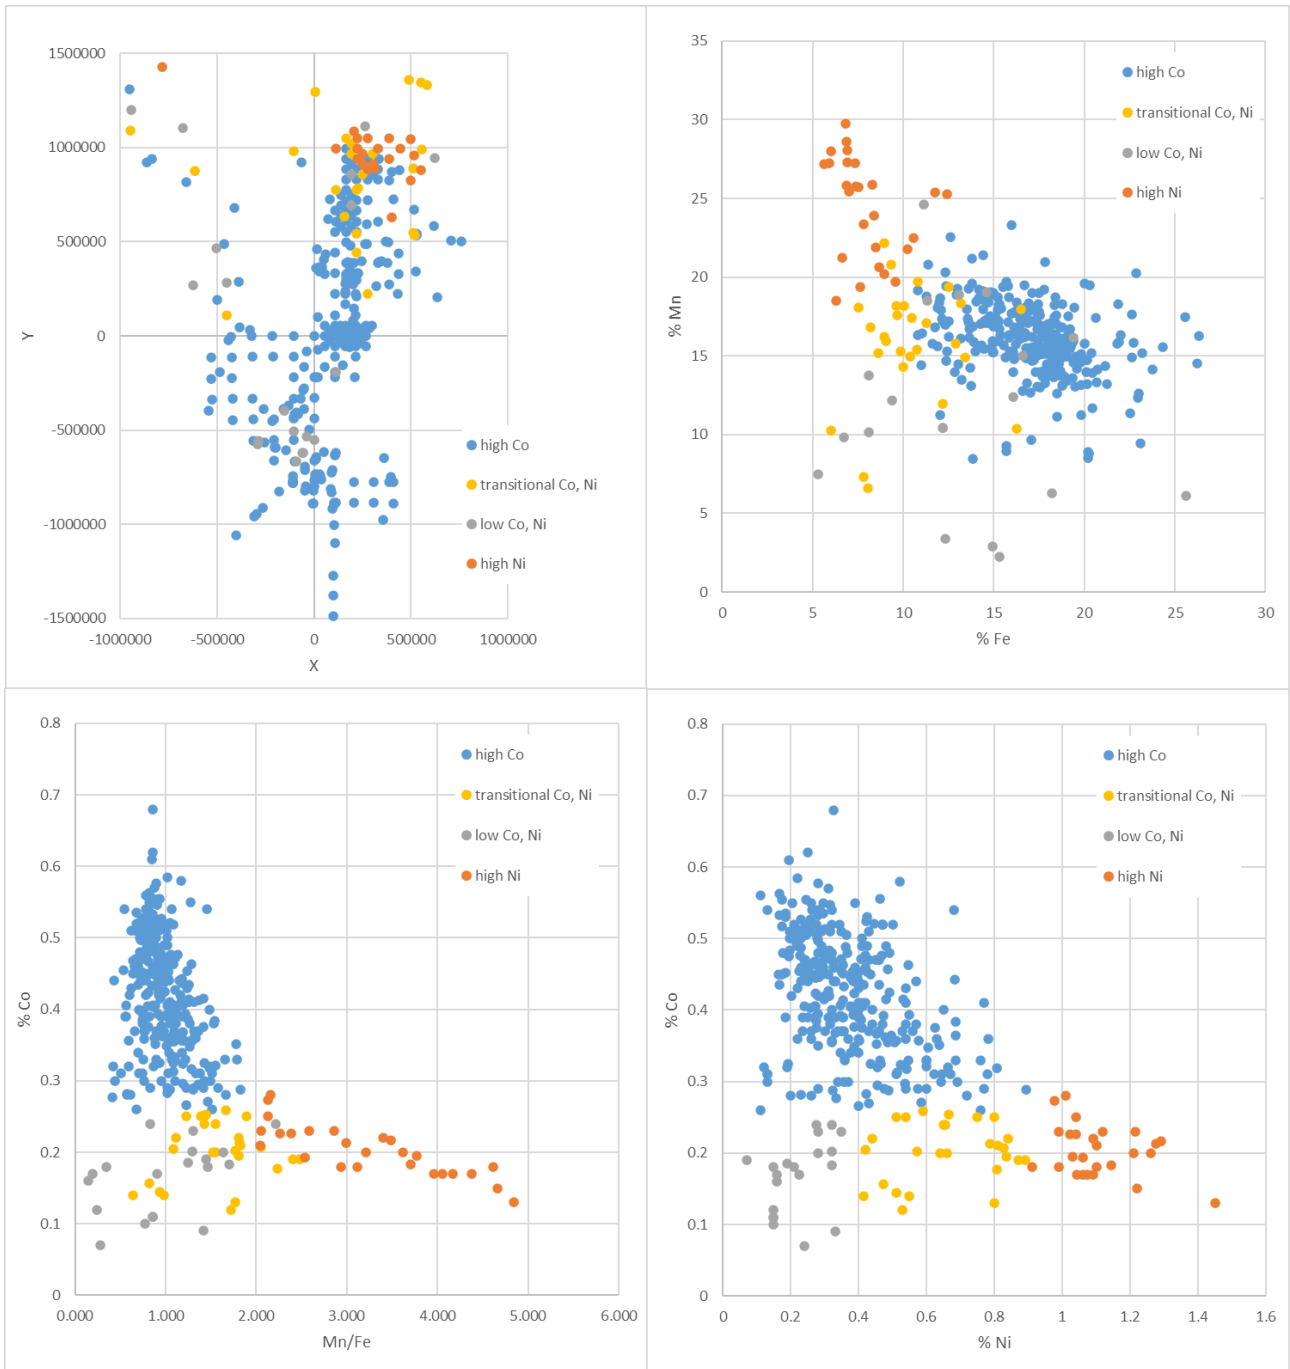 1500000
1000000
500000
0
-500000
-1000000
-1500000
-1000000 -500000 0 500000 1000000
Y
X
high Co
transitional Co, Ni
low Co, Ni
high Ni
35
30
25
20
15
10
5
0
0 5 10 15 20 25 30
% Mn
% Fe
high Co
transitional Co, Ni
low Co, Ni
high Ni
0.8
0.7
0.6
0.5
0.4
0.3
0.2
0.1
0
0.000 1.000 2.000 3.000 4.000 5.000 6.000
% Co
Mn/Fe
high Co
transitional Co, Ni
low Co, Ni
high Ni
0.8
0.7
0.6
0.5
0.4
0.3
0.2
0.1
0
0 0.2 0.4 0.6 0.8 1 1.2 1.4 1.6
% Co
% Ni
high Co
transitional Co, Ni
low Co, Ni
high Ni